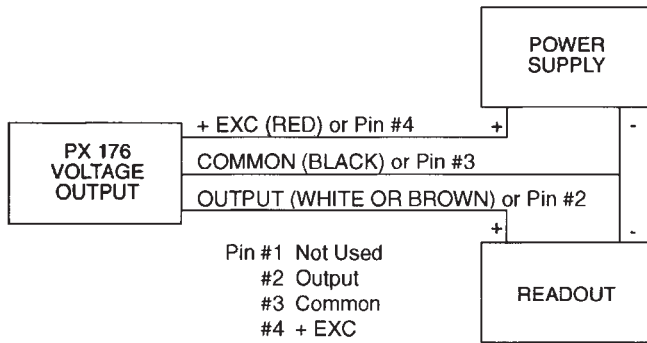 POWER
SUPPLY
+ EXC (RED) or Pin #4
+
-
PX 176
VOLTAGE
OUTPUT
COMMON (BLACK) or Pin #3
OUTPUT (WHITE OR BROWN) or Pin #2
+
-
Pin #1 Not Used
#2 Output
#3 Common
#4 + EXC
READOUT